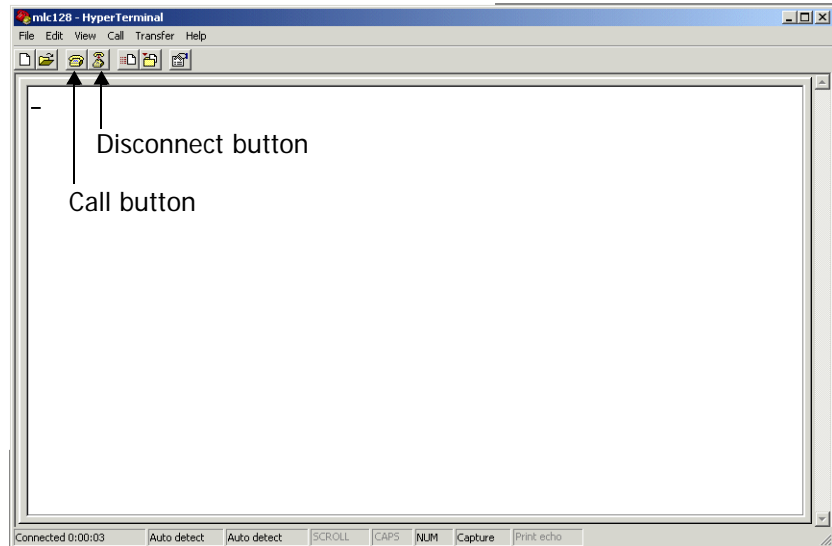 mlc128 - HyperTerminal
File Edit View Call Transfer Help
Disconnect button
Call button
Connected 0:00:03 Auto detect Auto detect SCROLL CAPS NUM Capture Print echo